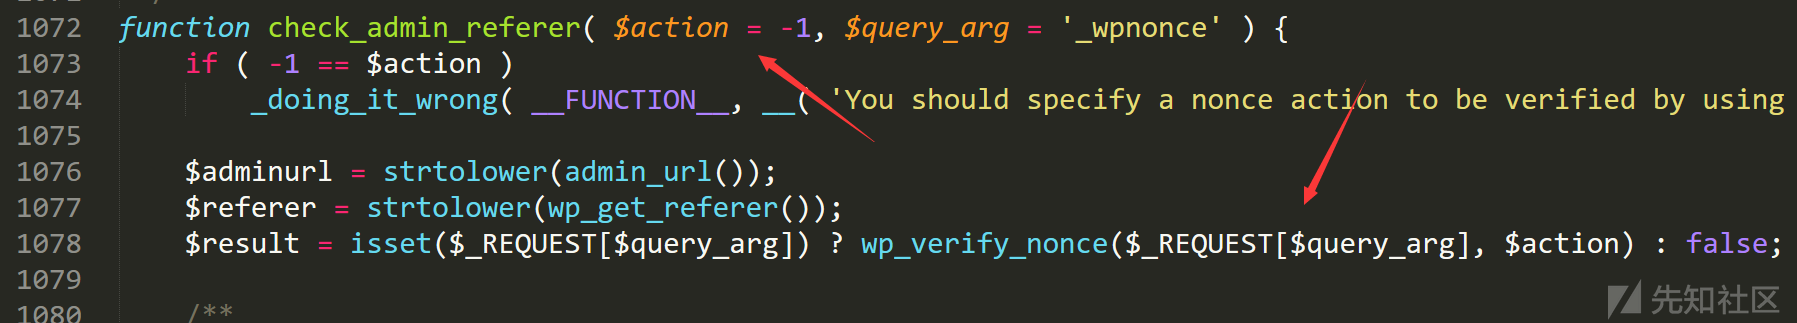 1072 function check_admin_referer( $action = -1, $query_arg = '_wpnonce' ) {
1073 if ( -1 == $action )
1074 _doing_it_wrong( __FUNCTION__, __( 'You should specify a nonce action to be verified by using
1075
1076 $adminurl = strtolower(admin_url());
1077 $referer = strtolower(wp_get_referer());
1078 $result = isset($_REQUEST[$query_arg]) ? wp_verify_nonce($_REQUEST[$query_arg], $action) : false;
1079
1080 /**
先知社区